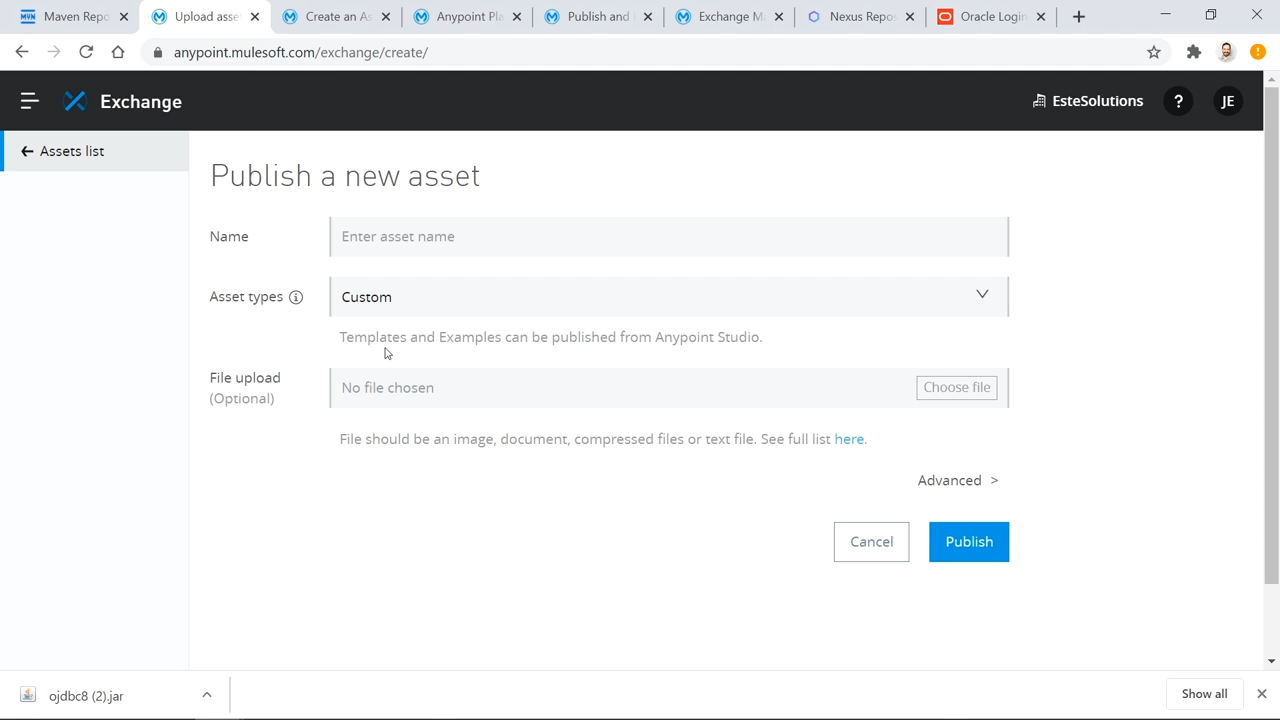 MVN Maven Repo
Upload asse
Create an As
Anypoint Pla
Publish and
Exchange M
Nexus Repos
Oracle Login
anypoint.mulesoft.com/exchange/create/
Exchange
EsteSolutions
?
JE
← Assets list
Publish a new asset
Name
Enter asset name
Asset types
Custom
Templates and Examples can be published from Anypoint Studio.
File upload
(Optional)
No file chosen
Choose file
File should be an image, document, compressed files or text file. See full list here.
Advanced >
Cancel
Publish
ojdbc8 (2).jar
Show all